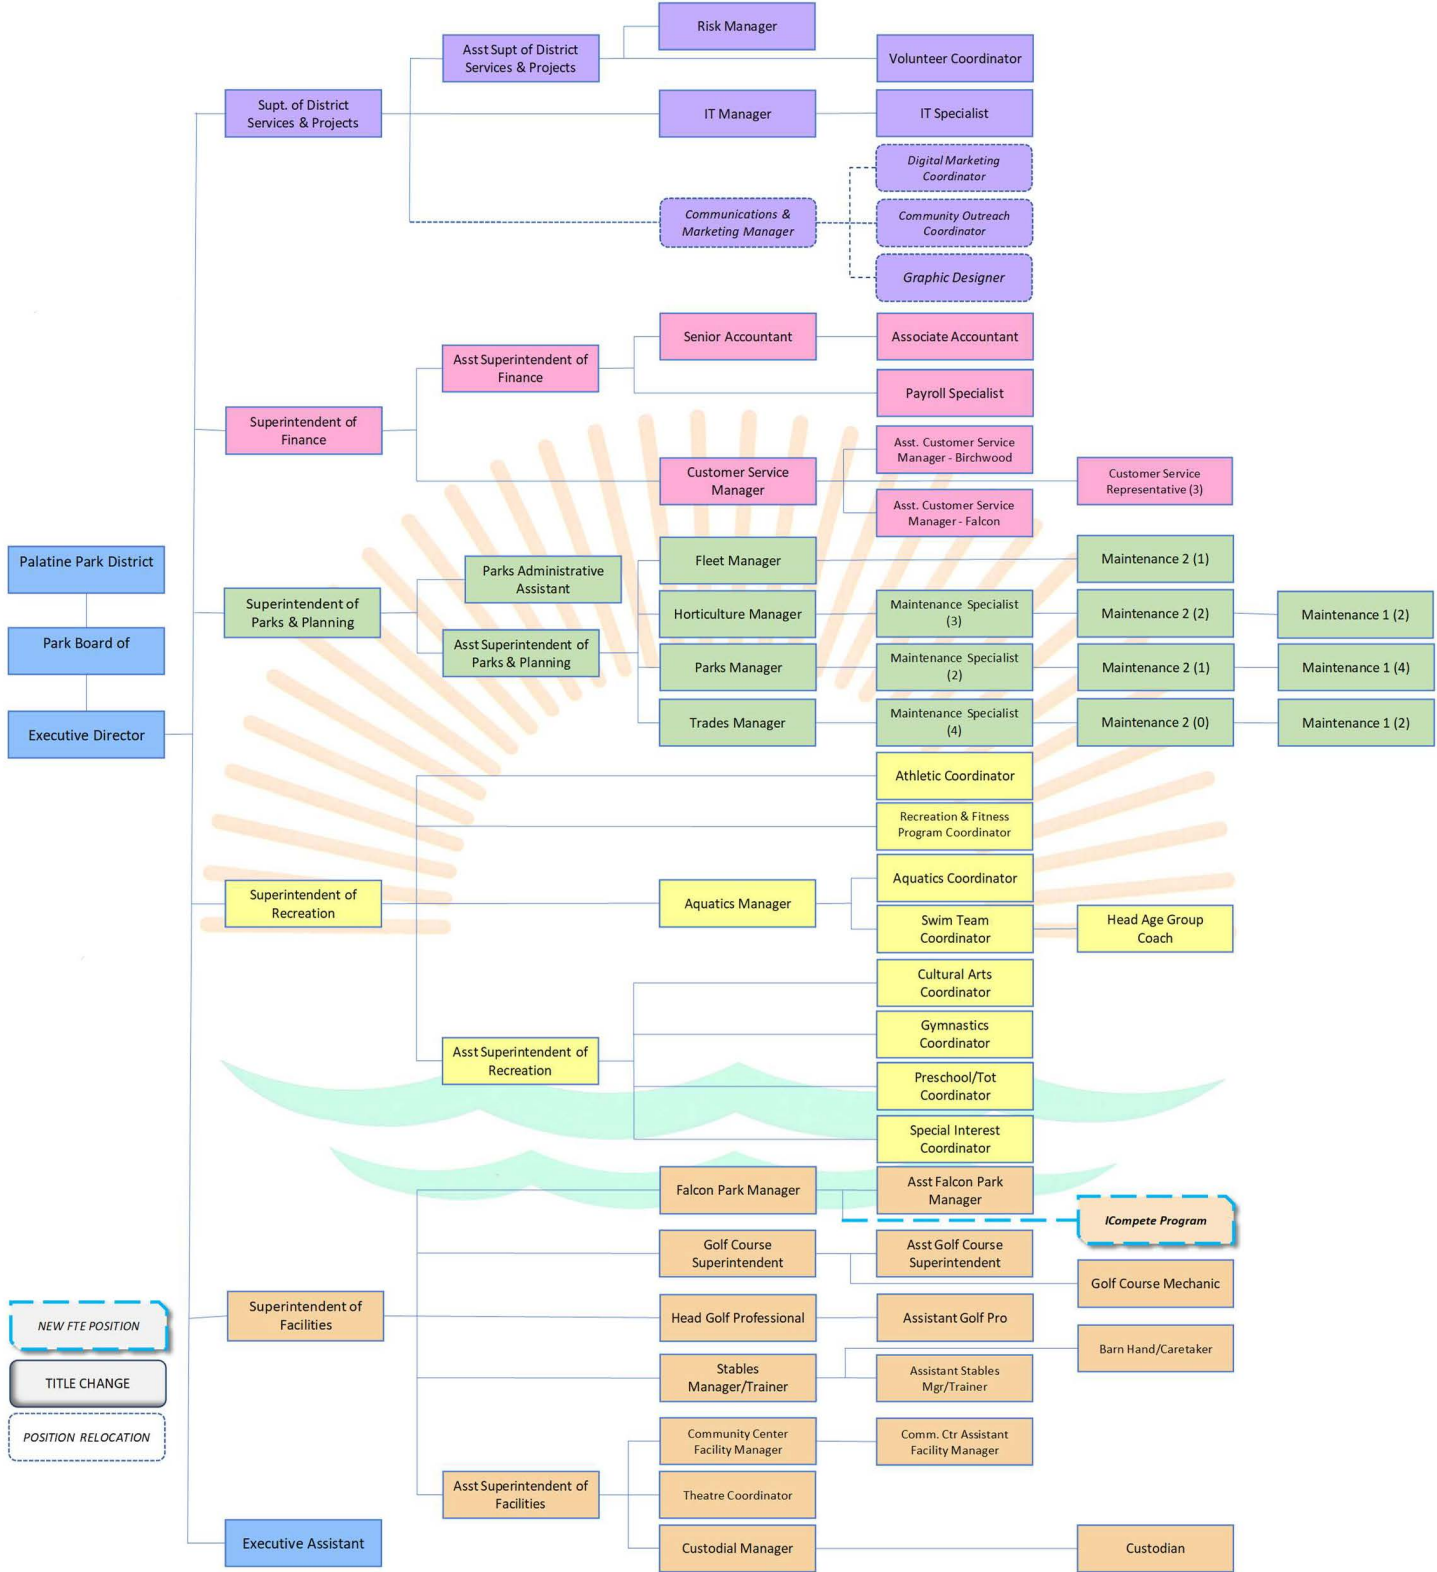 Risk Manager
Asst Supt of District
Services & Projects
Volunteer Coordinator
Supt. of District
Services & Projects
IT Manager
IT Specialist
Digital Marketing
Coordinator
Communications &
Marketing Manager
Community Outreach
Coordinator
Graphic Designer
Senior Accountant
Associate Accountant
Asst Superintendent of
Finance
Payroll Specialist
Superintendent of
Finance
Asst. Customer Service
Manager - Birchwood
Customer Service
Manager
Customer Service
Representative (3)
Asst. Customer Service
Manager - Falcon
Palatine Park District
Park Board of
Executive Director
Fleet Manager
Maintenance 2 (1)
Parks Administrative
Assistant
Superintendent of
Parks & Planning
Horticulture Manager
Maintenance Specialist
(3)
Maintenance 2 (2)
Maintenance 1 (2)
Asst Superintendent of
Parks & Planning
Parks Manager
Maintenance Specialist
(2)
Maintenance 2 (1)
Maintenance 1 (4)
Trades Manager
Maintenance Specialist
(4)
Maintenance 2 (0)
Maintenance 1 (2)
Athletic Coordinator
Recreation & Fitness
Program Coordinator
Superintendent of
Recreation
Aquatics Manager
Aquatics Coordinator
Swim Team
Coordinator
Head Age Group
Coach
Cultural Arts
Coordinator
Gymnastics
Coordinator
Asst Superintendent of
Recreation
Preschool/Tot
Coordinator
Special Interest
Coordinator
Falcon Park Manager
Asst Falcon Park
Manager
ICompete Program
Golf Course
Superintendent
Asst Golf Course
Superintendent
Golf Course Mechanic
Superintendent of
Facilities
Head Golf Professional
Assistant Golf Pro
Barn Hand/Caretaker
Stables
Manager/Trainer
Assistant Stables
Mgr/Trainer
Community Center
Facility Manager
Comm. Ctr Assistant
Facility Manager
Asst Superintendent of
Facilities
Theatre Coordinator
Executive Assistant
Custodial Manager
Custodian
NEW FTE POSITION
TITLE CHANGE
POSITION RELOCATION